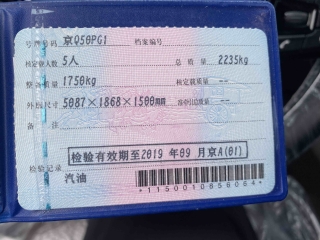 号牌号码 京Q50PG1 档案编号
核定载人数 5人 总质量 2235kg
整备质量 1750kg 核定载质量 --
外廓尺寸 5087×1868×1500mm 准牵引总质量 --
备注
检验有效期至2019 年09 月京A(01)
检验记录
汽油
*1150010858064*